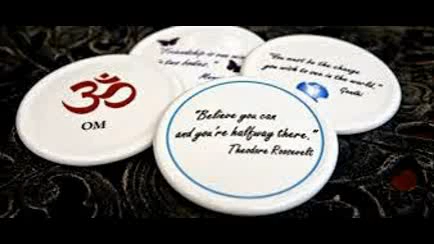 "Friendship is one mind
in two bodies."
"You must be the change
you wish to see in the world."
Gandhi
ॐ
OM
"Believe you can
and you're halfway there."
Theodore Roosevelt